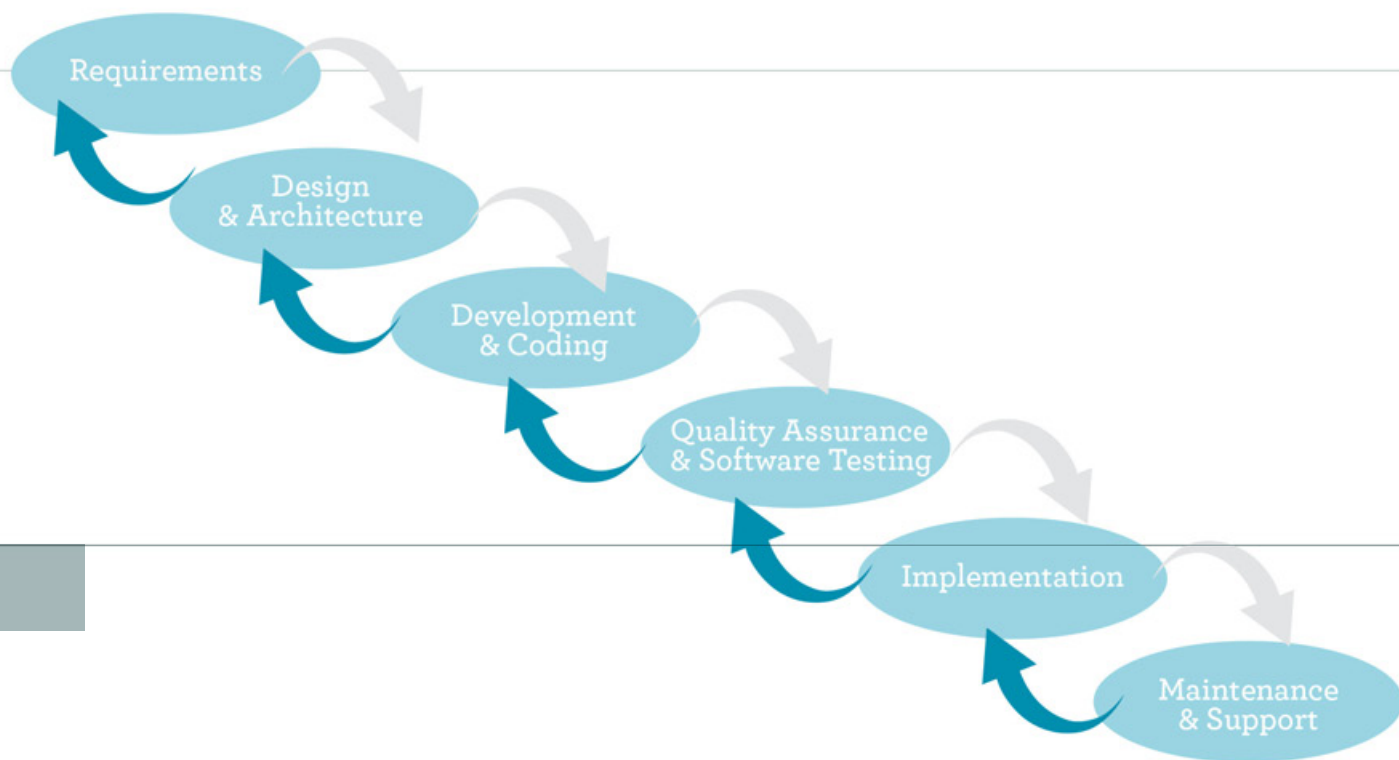 Requirements
Design
& Architecture
Development
& Coding
Quality Assurance
& Software Testing
Implementation
Maintenance
& Support